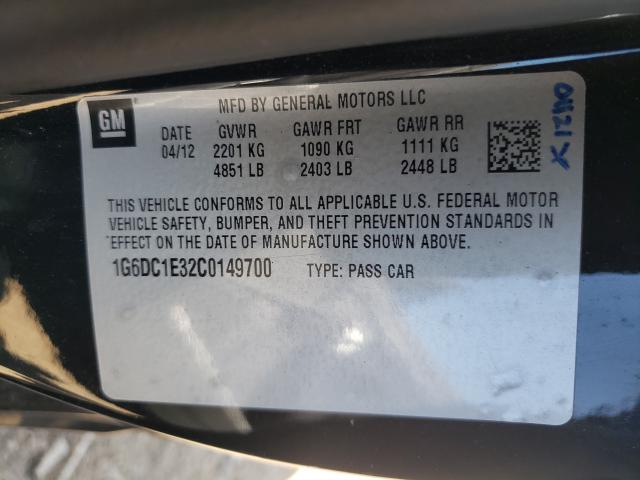 GM
MFD BY GENERAL MOTORS LLC
DATE GVWR GAWR FRT GAWR RR
04/12 2201 KG 1090 KG 1111 KG
4851 LB 2403 LB 2448 LB
THIS VEHICLE CONFORMS TO ALL APPLICABLE U.S. FEDERAL MOTOR
VEHICLE SAFETY, BUMPER, AND THEFT PREVENTION STANDARDS IN
EFFECT ON THE DATE OF MANUFACTURE SHOWN ABOVE.
1G6DC1E32C0149700 TYPE: PASS CAR